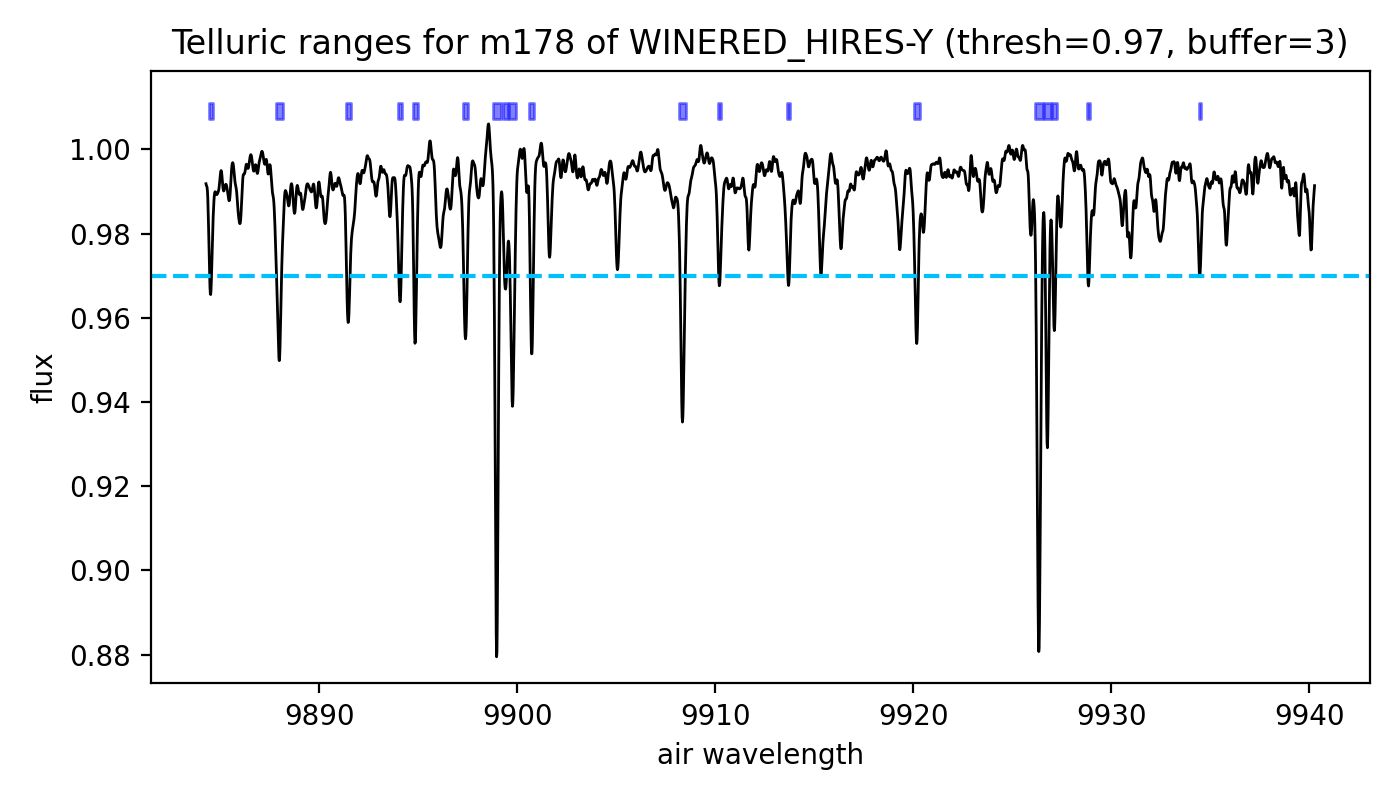 Telluric ranges for m178 of WINERED_HIRES-Y (thresh=0.97, buffer=3)
1.00
0.98
0.96
0.94
0.92
0.90
0.88
flux
9890 9900 9910 9920 9930 9940
air wavelength